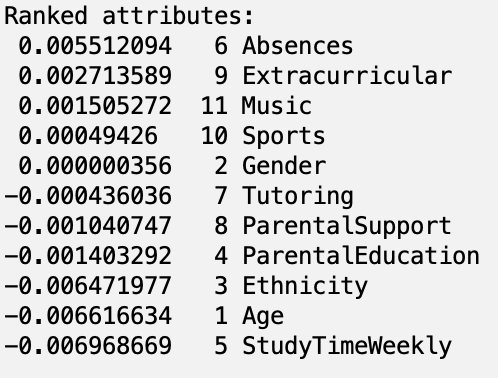 Ranked attributes:
 0.005512094   6 Absences
 0.002713589   9 Extracurricular
 0.001505272  11 Music
 0.00049426   10 Sports
 0.000000356   2 Gender
-0.000436036   7 Tutoring
-0.001040747   8 ParentalSupport
-0.001403292   4 ParentalEducation
-0.006471977   3 Ethnicity
-0.006616634   1 Age
-0.006968669   5 StudyTimeWeekly